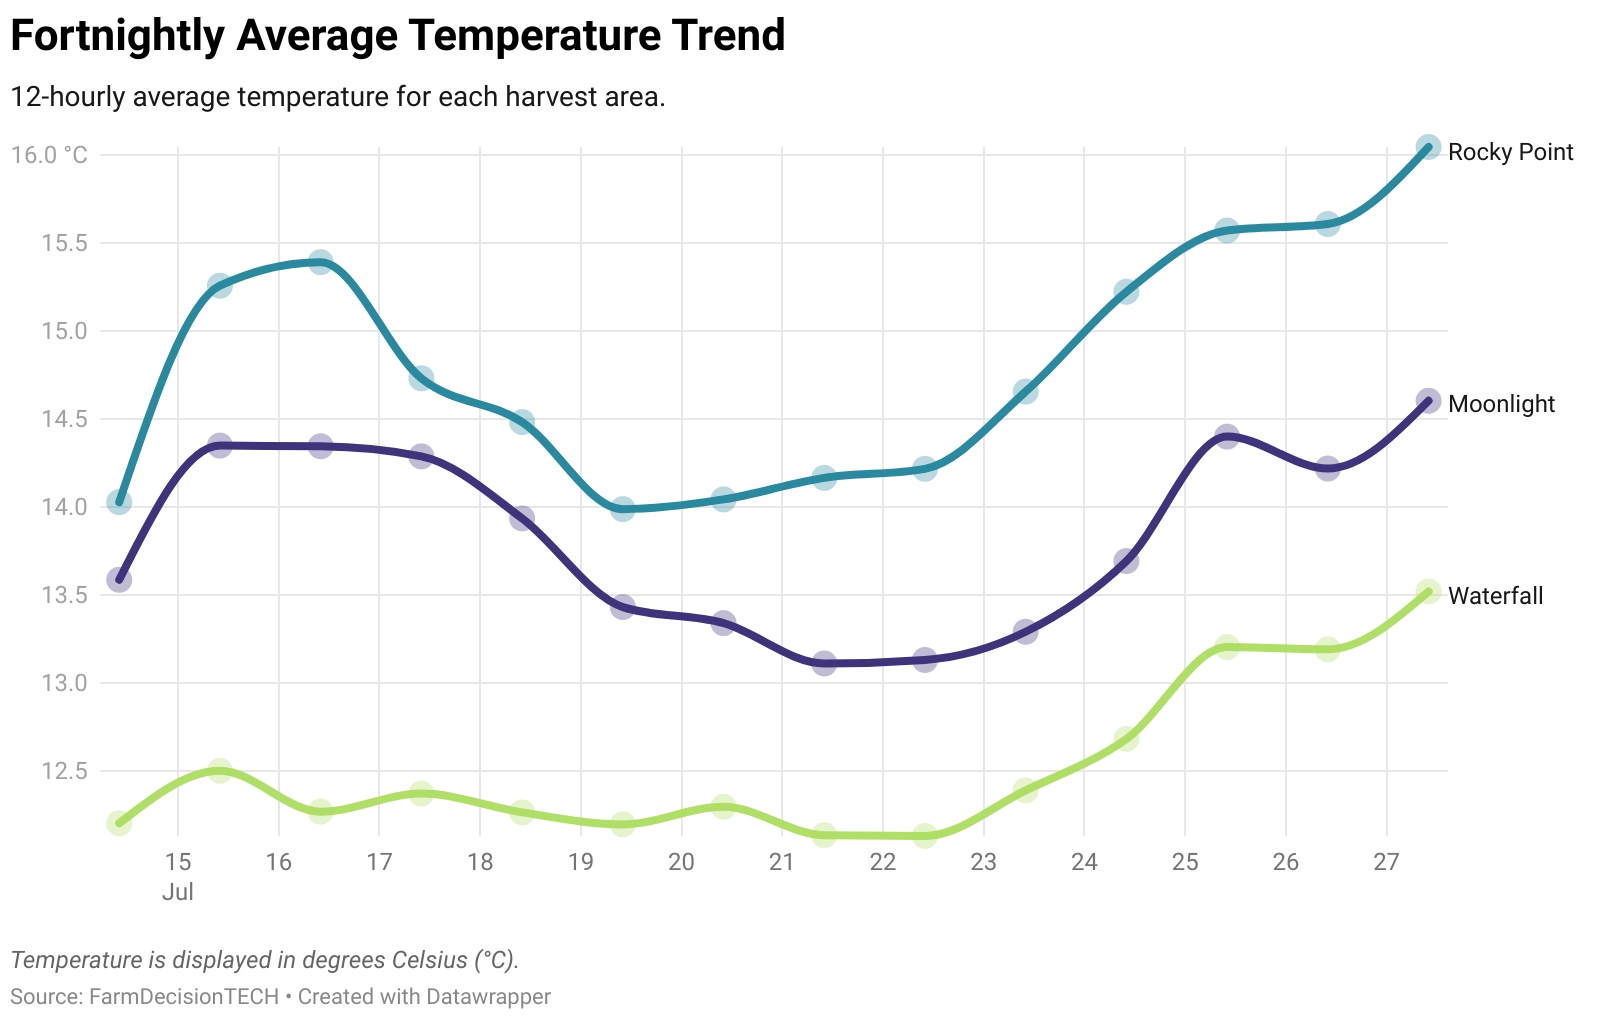 Fortnightly Average Temperature Trend
12-hourly average temperature for each harvest area.
16.0 °C
15.5
15.0
14.5
14.0
13.5
13.0
12.5
Rocky Point
Moonlight
Waterfall
15 16 17 18 19 20 21 22 23 24 25 26 27
Jul
Temperature is displayed in degrees Celsius (°C).
Source: FarmDecisionTECH • Created with Datawrapper